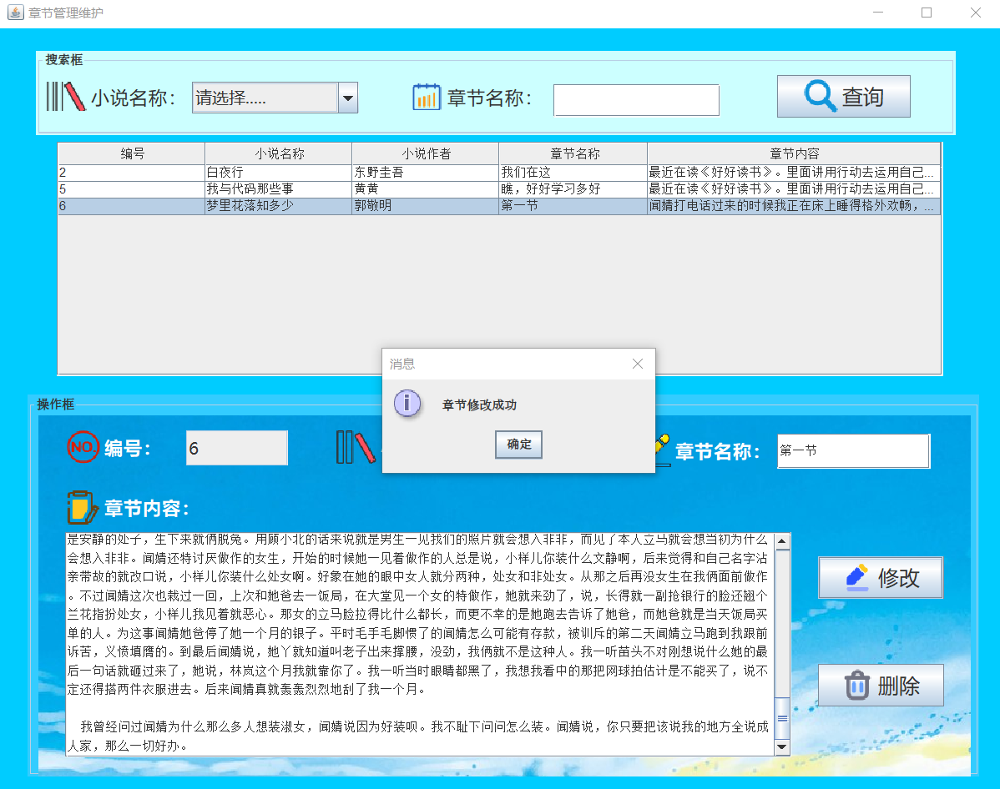 章节管理维护
搜索框
小说名称：
请选择.....
章节名称：
查询
编号 小说名称 小说作者 章节名称 章节内容
2 白夜行 东野圭吾 我们在这 最近在读《好好读书》。里面讲用行动去运用自己...
5 我与代码那些事 黄黄 瞧，好好学习多好 最近在读《好好读书》。里面讲用行动去运用自己...
6 梦里花落知多少 郭敬明 第一节 闻婧打电话过来的时候我正在床上睡得格外欢畅，...
消息
章节修改成功
确定
操作框
NO.
编号：
6
章节名称：
第一节
章节内容：
是安静的处子，生下来就俩脱兔。用顾小北的话来说就是男生一见我们的照片就会想入非非，而见了本人立马就会想当初为什么
会想入非非。闻婧还特讨厌做作的女生，开始的时候她一见着做作的人总是说，小样儿你装什么文静啊，后来觉得和自己名字沾
亲带故的就改口说，小样儿你装什么处女啊。好象在她的眼中女人就分两种，处女和非处女。从那之后再没女生在我俩面前做作
。不过闻婧这次也栽过一回，上次和她爸去一饭局，在大堂见一个女的特做作，她就来劲了，说，长得就一副抢银行的脸还翘个
兰花指扮处女，小样儿我见着就恶心。那女的立马脸拉得比什么都长，而更不幸的是她跑去告诉了她爸，而她爸就是当天饭局买
单的人。为这事闻婧她爸停了她一个月的银子。平时毛手毛脚惯了的闻婧怎么可能有存款，被训斥的第二天闻婧立马跑到我跟前
诉苦，义愤填膺的。到最后闻婧说，她丫就知道叫老子出来撑腰，没劲，我俩就不是这种人。我一听苗头不对刚想说什么她的最
后一句话就砸过来了，她说，林岚这个月我就靠你了。我一听当时眼睛都黑了，我想我看中的那把网球拍估计是不能买了，说不
定还得搭两件衣服进去。后来闻婧真就轰轰烈烈地刮了我一个月。
我曾经问过闻婧为什么那么多人想装淑女，闻婧说因为好装呗。我不耻下问问怎么装。闻婧说，你只要把该说我的地方全说成
人家，那么一切好办。
修改
删除